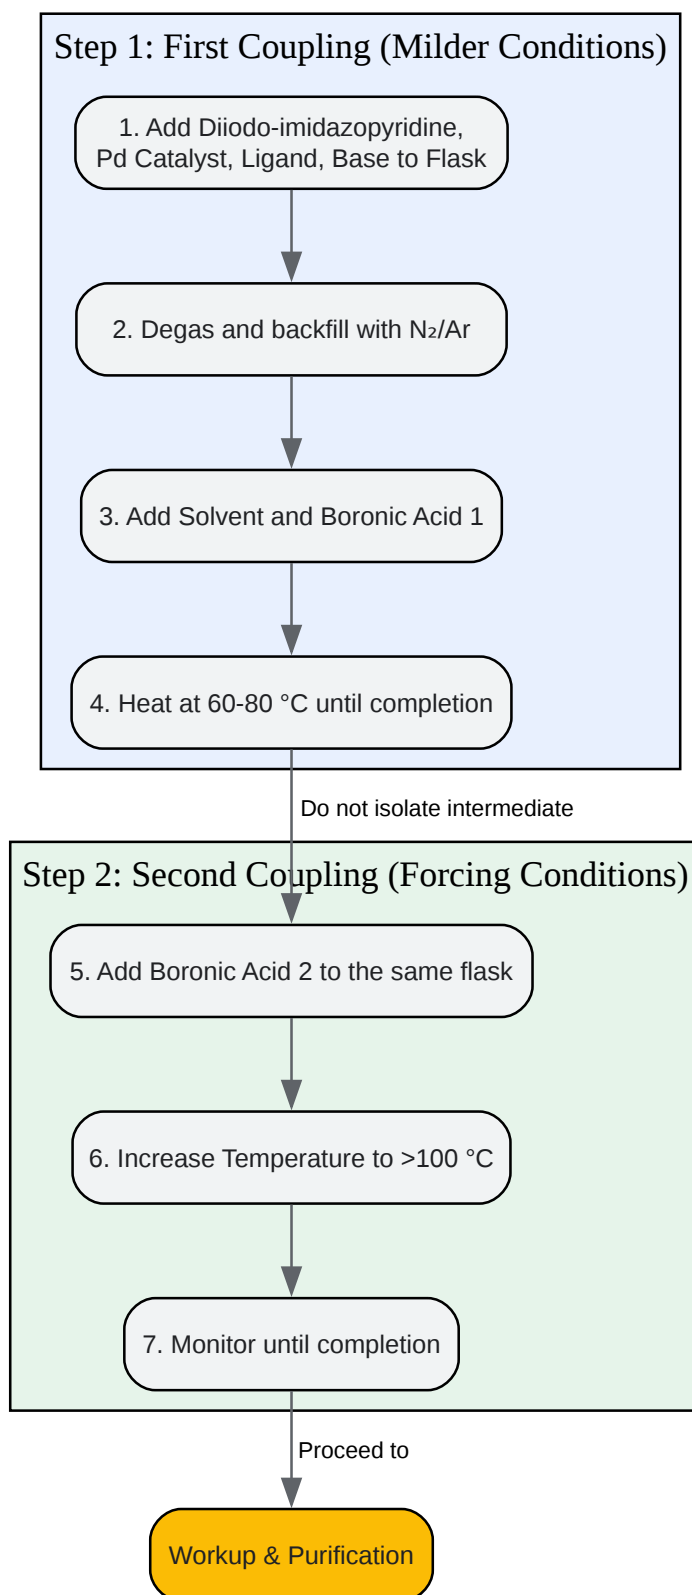 Step 1: First Coupling (Milder Conditions)
1. Add Diiodo-imidazopyridine,
Pd Catalyst, Ligand, Base to Flask
2. Degas and backfill with N₂/Ar
3. Add Solvent and Boronic Acid 1
4. Heat at 60-80 °C until completion
Do not isolate intermediate
Step 2: Second Coupling (Forcing Conditions)
5. Add Boronic Acid 2 to the same flask
6. Increase Temperature to >100 °C
7. Monitor until completion
Proceed to
Workup & Purification